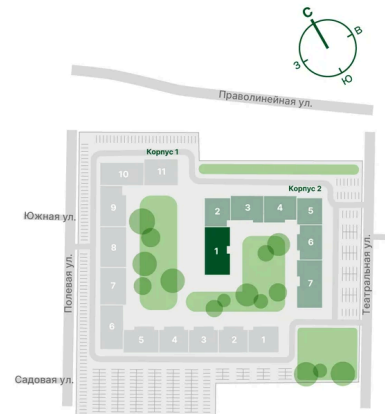 С
В
З
Ю
Праволинейная ул.
Корпус 1
10
11
Корпус 2
9
2
3
4
5
Южная ул.
8
1
6
Полевая ул.
Театральная ул.
7
7
6
5
4
3
2
1
Садовая ул.